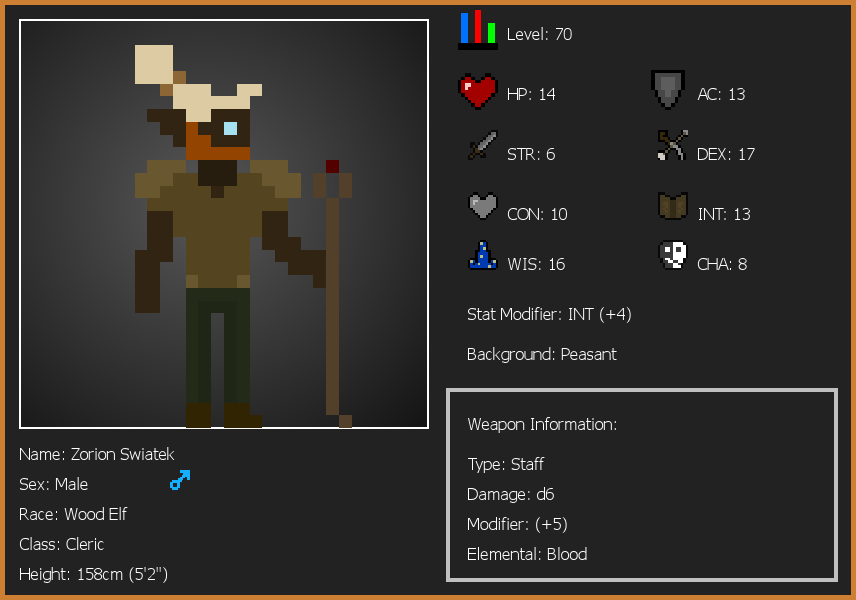 Level: 70
HP: 14
AC: 13
STR: 6
DEX: 17
CON: 10
INT: 13
WIS: 16
CHA: 8
Stat Modifier: INT (+4)
Background: Peasant
Weapon Information:
Type: Staff
Damage: d6
Modifier: (+5)
Elemental: Blood
Name: Zorion Swiatek
Sex: Male
Race: Wood Elf
Class: Cleric
Height: 158cm (5'2")